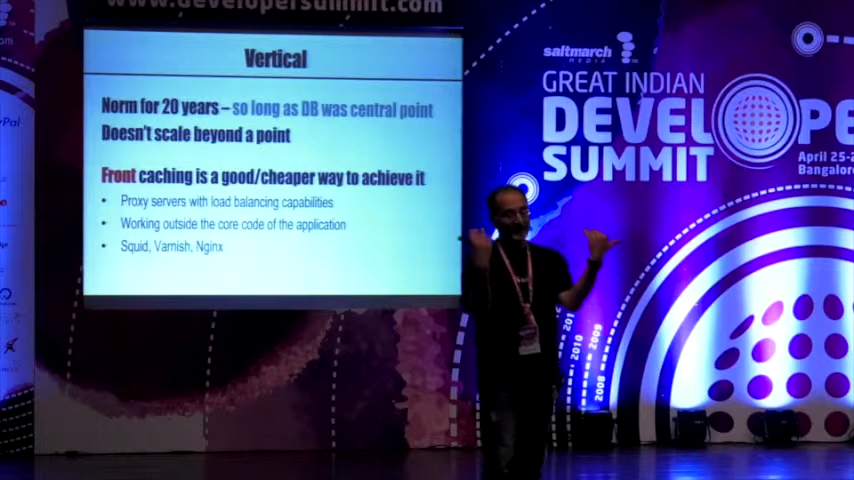 www.developersummit.com
Vertical
Norm for 20 years – so long as DB was central point
Doesn't scale beyond a point
Front caching is a good/cheaper way to achieve it
• Proxy servers with load balancing capabilities
• Working outside the core code of the application
• Squid, Varnish, Nginx
saltmarch
MEDIA
GREAT INDIAN
DEVEL PE
SUMMIT
April 25-2
Bangalore
2010
2009
2008
yPal